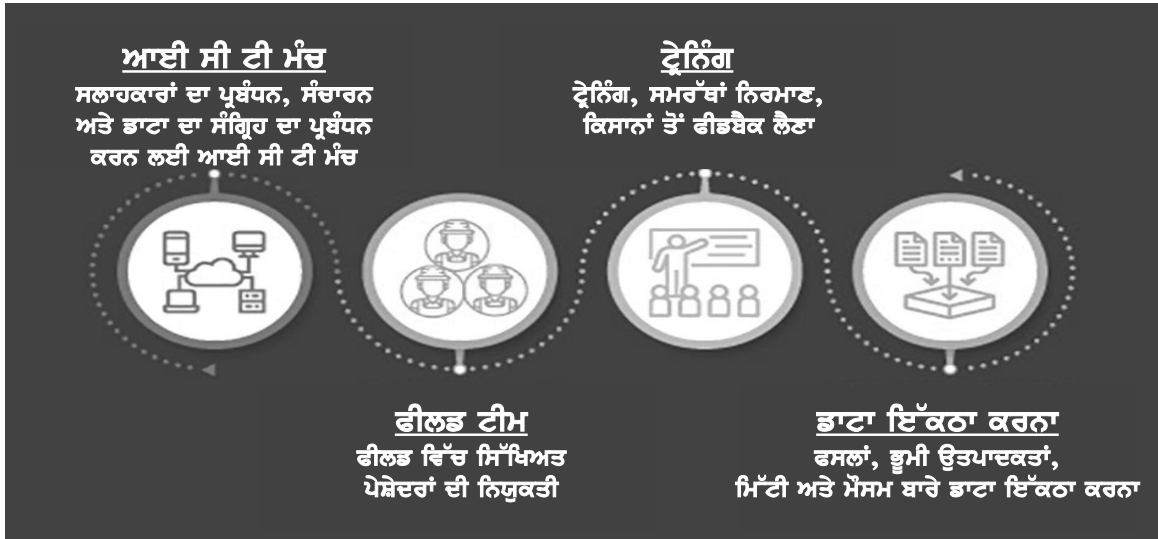 ਆਈ ਸੀ ਟੀ ਮੰਚ
ਸਲਾਹਕਾਰਾਂ ਦਾ ਪ੍ਰਬੰਧਨ, ਸੰਚਾਰਨ
ਅਤੇ ਡਾਟਾ ਦਾ ਸੰਗ੍ਰਿਹ ਦਾ ਪ੍ਰਬੰਧਨ
ਕਰਨ ਲਈ ਆਈ ਸੀ ਟੀ ਮੰਚ
ਫੀਲਡ ਟੀਮ
ਫੀਲਡ ਵਿੱਚ ਸਿੱਖਿਅਤ
ਪੇਸ਼ੇਦਰਾਂ ਦੀ ਨਿਯੁਕਤੀ
ਟ੍ਰੇਨਿੰਗ
ਟ੍ਰੇਨਿੰਗ, ਸਮਰੱਥਾਂ ਨਿਰਮਾਣ,
ਕਿਸਾਨਾਂ ਤੋਂ ਫੀਡਬੈਕ ਲੈਣਾ
ਡਾਟਾ ਇੱਕਠਾ ਕਰਨਾ
ਫਸਲਾਂ, ਭੂਮੀ ਉਤਪਾਦਕਤਾਂ,
ਮਿੱਟੀ ਅਤੇ ਮੌਸਮ ਬਾਰੇ ਡਾਟਾ ਇੱਕਠਾ ਕਰਨਾ